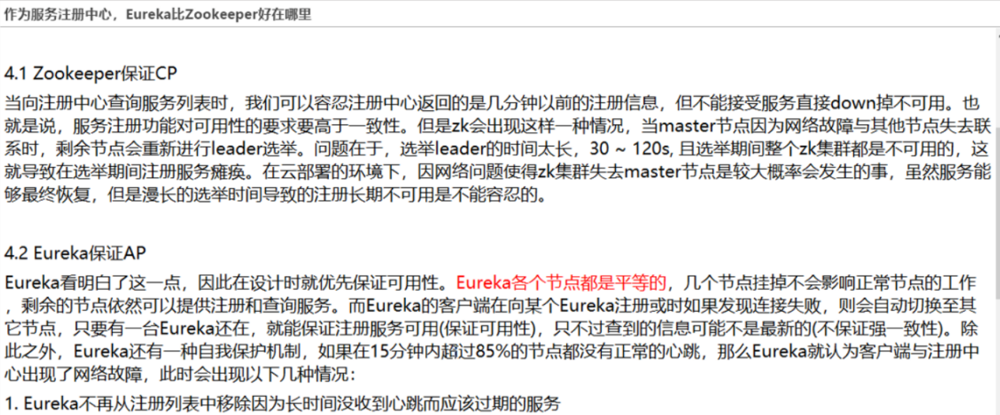 作为服务注册中心，Eureka比Zookeeper好在哪里
4.1 Zookeeper保证CP
当向注册中心查询服务列表时，我们可以容忍注册中心返回的是几分钟以前的注册信息，但不能接受服务直接down掉不可用。也
就是说，服务注册功能对可用性的要求要高于一致性。但是zk会出现这样一种情况，当master节点因为网络故障与其他节点失去联
系时，剩余节点会重新进行leader选举。问题在于，选举leader的时间太长，30 ~ 120s, 且选举期间整个zk集群都是不可用的，这
就导致在选举期间注册服务瘫痪。在云部署的环境下，因网络问题使得zk集群失去master节点是较大概率会发生的事，虽然服务能
够最终恢复，但是漫长的选举时间导致的注册长期不可用是不能容忍的。
4.2 Eureka保证AP
Eureka看明白了这一点，因此在设计时就优先保证可用性。Eureka各个节点都是平等的，几个节点挂掉不会影响正常节点的工作
，剩余的节点依然可以提供注册和查询服务。而Eureka的客户端在向某个Eureka注册或时如果发现连接失败，则会自动切换至其
它节点，只要有一台Eureka还在，就能保证注册服务可用(保证可用性)，只不过查到的信息可能不是最新的(不保证强一致性)。除
此之外，Eureka还有一种自我保护机制，如果在15分钟内超过85%的节点都没有正常的心跳，那么Eureka就认为客户端与注册中
心出现了网络故障，此时会出现以下几种情况：
1. Eureka不再从注册列表中移除因为长时间没收到心跳而应该过期的服务